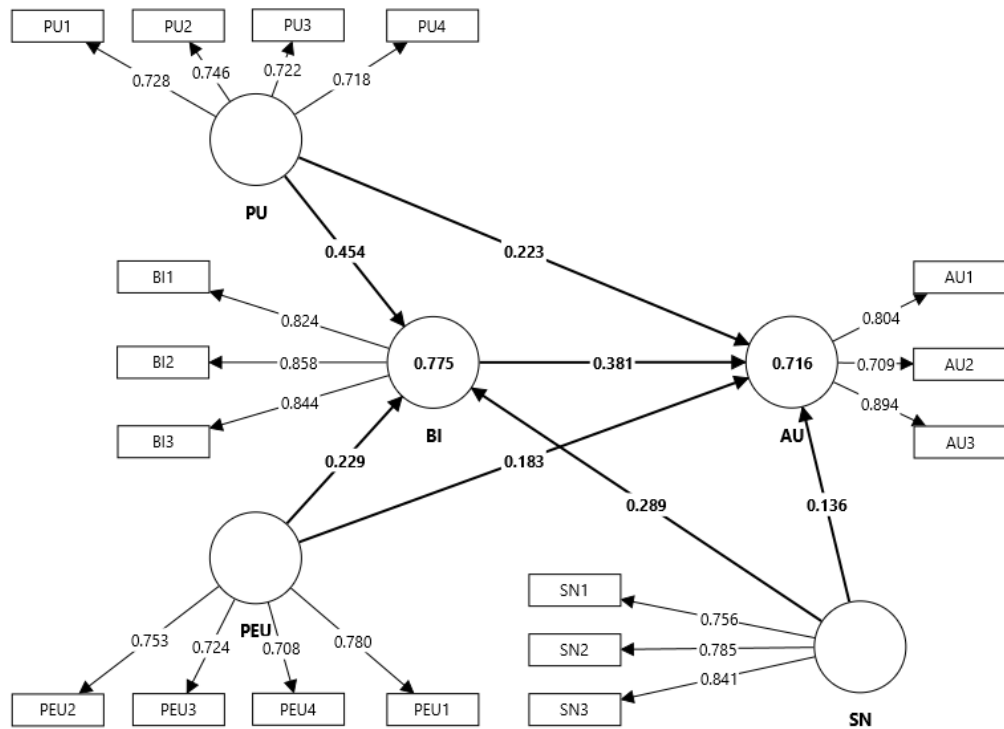 PU1 PU2 PU3 PU4
0.728 0.746 0.722 0.718
PU
0.454 0.223
BI1
0.824
BI2
0.858
BI3
0.844
0.775
BI
0.381
0.716
AU
0.804
AU1
0.709
AU2
0.894
AU3
0.229
0.183
0.289
0.136
PEU
0.753 0.724 0.708 0.780
PEU2 PEU3 PEU4 PEU1
SN1
0.756
SN2
0.785
SN3
0.841
SN